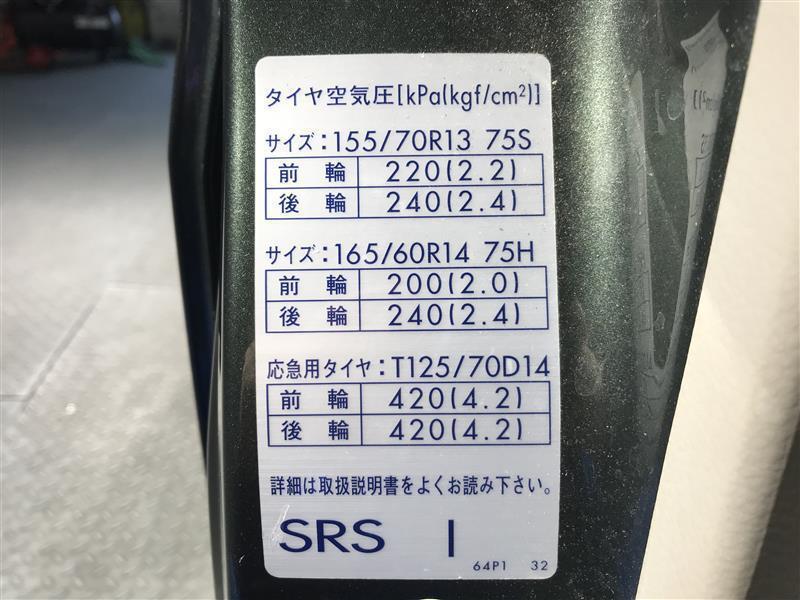 タイヤ空気圧[kPa(kgf/cm²)]
サイズ:155/70R13 75S
前輪 220(2.2)
後輪 240(2.4)
サイズ:165/60R14 75H
前輪 200(2.0)
後輪 240(2.4)
応急用タイヤ:T125/70D14
前輪 420(4.2)
後輪 420(4.2)
詳細は取扱説明書をよくお読み下さい。
SRS I
64P1 32